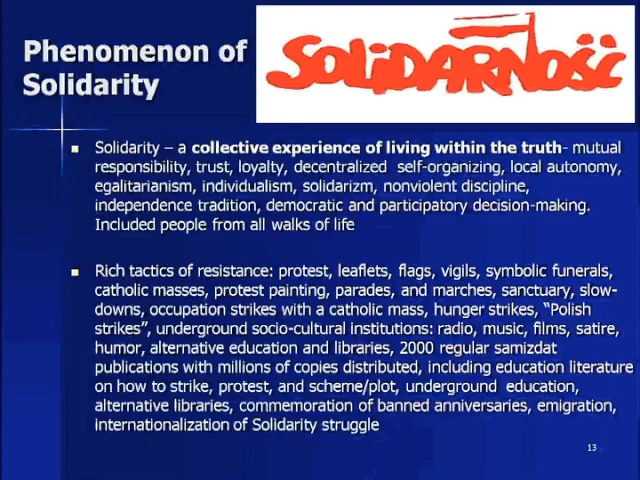 Phenomenon of
Solidarity
SOLiDARNOŚĆ
Solidarity – a collective experience of living within the truth- mutual
responsibility, trust, loyalty, decentralized self-organizing, local autonomy,
egalitarianism, individualism, solidarizm, nonviolent discipline,
independence tradition, democratic and participatory decision-making.
Included people from all walks of life
Rich tactics of resistance: protest, leaflets, flags, vigils, symbolic funerals,
catholic masses, protest painting, parades, and marches, sanctuary, slow-
downs, occupation strikes with a catholic mass, hunger strikes, “Polish
strikes”, underground socio-cultural institutions: radio, music, films, satire,
humor, alternative education and libraries, 2000 regular samizdat
publications with millions of copies distributed, including education literature
on how to strike, protest, and scheme/plot, underground education,
alternative libraries, commemoration of banned anniversaries, emigration,
internationalization of Solidarity struggle
13